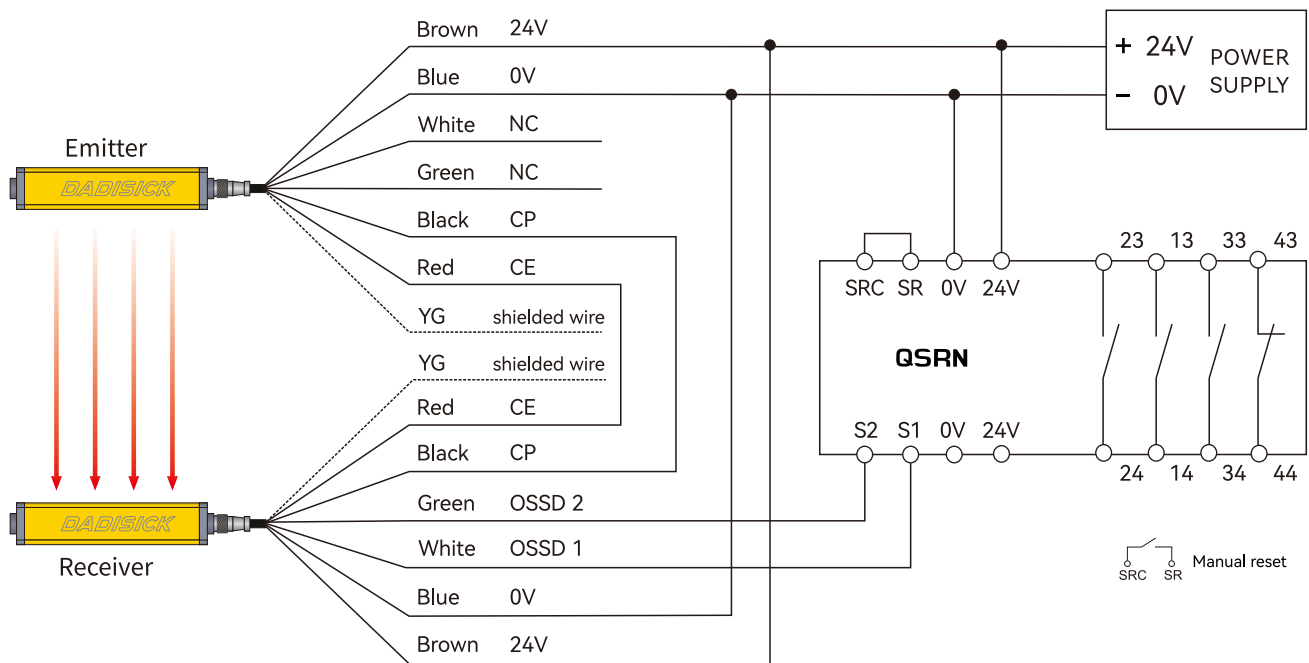 Brown 24V
Blue 0V
White NC
Green NC
Black CP
Red CE
YG shielded wire
YG shielded wire
Red CE
Black CP
Green OSSD 2
White OSSD 1
Blue 0V
Brown 24V
Emitter
DADISICK
DADISICK
Receiver
+ 24V
POWER
SUPPLY
− 0V
23 13 33 43
SRC SR 0V 24V
QSRN
S2 S1 0V 24V
24 14 34 44
SRC SR Manual reset